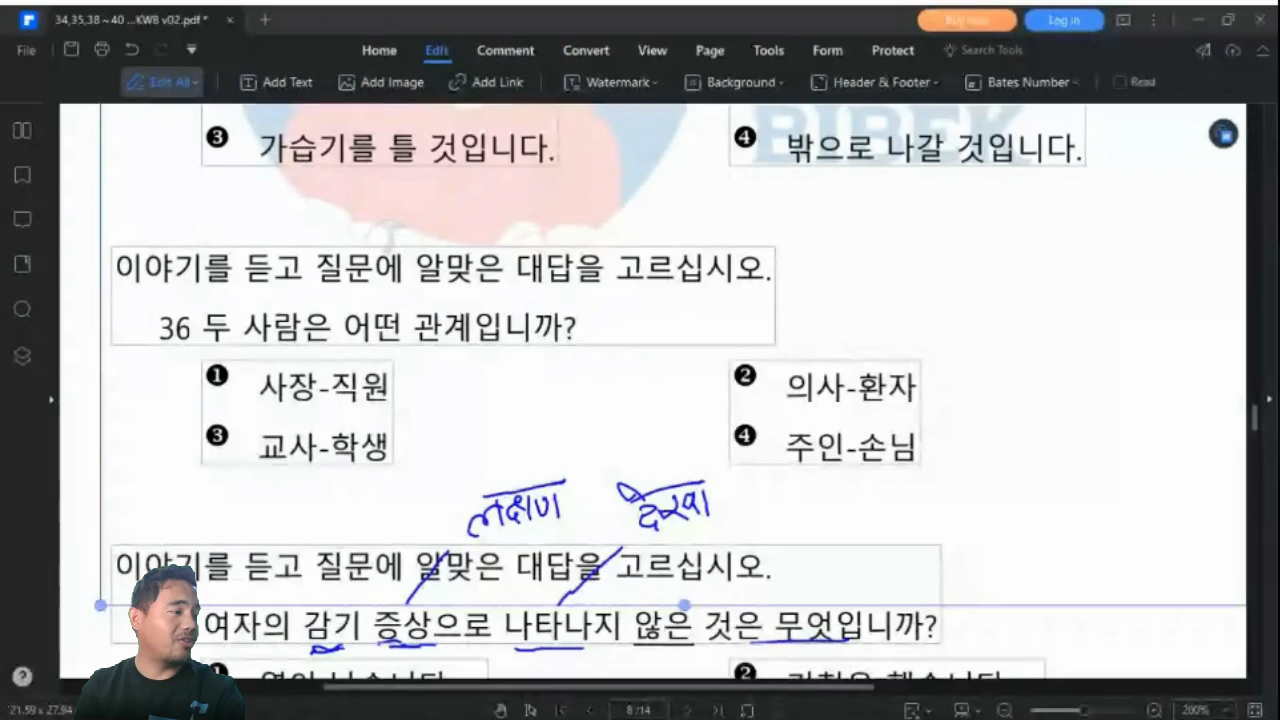 34,35,38 ~ 40 ...KW8 v02.pdf *
Buy now
Log in
File
Home
Edit
Comment
Convert
View
Page
Tools
Form
Protect
Search Tools
Edit All
Add Text
Add Image
Add Link
Watermark
Background
Header & Footer
Bates Number
Read
BIBEK
❸ 가습기를 틀 것입니다.
❹ 밖으로 나갈 것입니다.
이야기를 듣고 질문에 알맞은 대답을 고르십시오.
36 두 사람은 어떤 관계입니까?
❶ 사장-직원
❷ 의사-환자
❸ 교사-학생
❹ 주인-손님
लक्षण
देखा
이야기를 듣고 질문에 알맞은 대답을 고르십시오.
여자의 감기 증상으로 나타나지 않은 것은 무엇입니까?
8 /14
200%